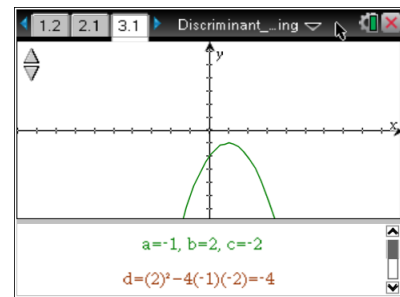 1.2 2.1 3.1 Discriminant_...ing
y
x
a=-1, b=2, c=-2
d=(2)²-4(-1)(-2)=-4